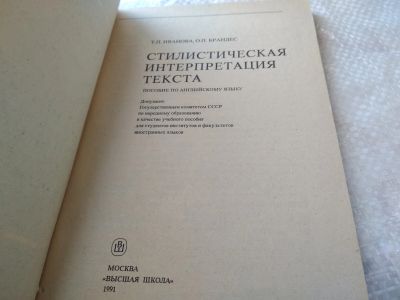 Т.П. ИВАНОВА, О.П. БРАНДЕС
СТИЛИСТИЧЕСКАЯ
ИНТЕРПРЕТАЦИЯ
ТЕКСТА
ПОСОБИЕ ПО АНГЛИЙСКОМУ ЯЗЫКУ
Допущено
Государственным комитетом СССР
по народному образованию
в качестве учебного пособия
для студентов институтов и факультетов
иностранных языков
МОСКВА
«ВЫСШАЯ ШКОЛА»
1991